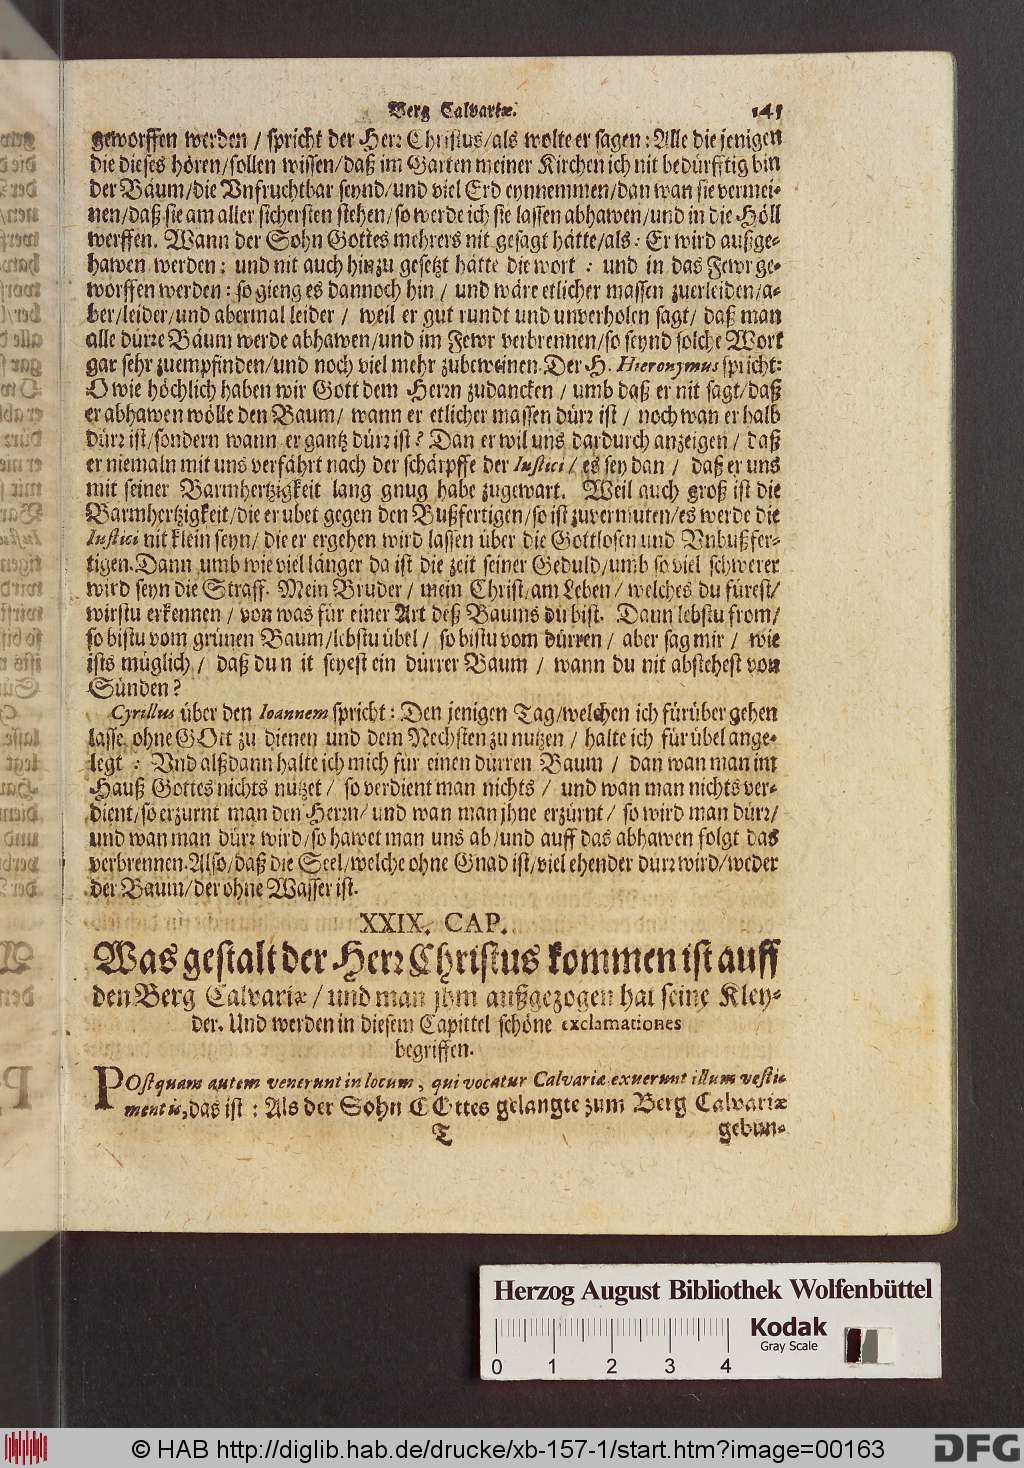 Berg Calvariæ. 145
geworffen werden / spricht der Herr Christus/als wolte er sagen: Alle die jenigen
die dieses hören/sollen wissen/daß im Garten meiner Kirchen ich nit bedürfftig bin
der Bäum/die Vnfruchtbar seynd/und viel Erd eynnemmen/dan wan sie vermei-
nen/daß sie am aller sichersten stehen/so werde ich sie lassen abhawen/und in die Höll
werffen. Wann der Sohn Gottes mehrers nit gesagt hätte/als: Er wird außge-
hawen werden: und nit auch hinzu gesetzt hätte die wort : und in das Fewr ge-
worffen werden: so gieng es dannoch hin / und wäre etlicher massen zuerleiden/a-
ber/leider/und abermal leider / weil er gut rundt und unverholen sagt/ daß man
alle dürre Bäum werde abhawen/und im Fewr verbrennen/so seynd solche Wort
gar sehr zuempfinden/und noch viel mehr zubeweinen. Der H. Hieronymus spricht:
O wie höchlich haben wir Gott dem Herrn zudancken / umb daß er nit sagt/daß
er abhawen wölle den Baum/ wann er etlicher massen dürr ist / noch wan er halb
dürr ist/sondern wann er gantz dürr ist? Dan er wil uns dardurch anzeigen / daß
er niemaln mit uns verfährt nach der schärpffe der Iustici / es sey dan / daß er uns
mit seiner Barmhertzigkeit lang gnug habe zugewart. Weil auch groß ist die
Barmhertzigkeit/die er übet gegen den Bußfertigen/so ist zuvermuten/es werde die
Iustici nit klein seyn/ die er ergehen wird lassen über die Gottlosen und Vnbußfer-
tigen. Dann umb wie viel länger da ist die zeit seiner Geduld/umb so viel schwerer
wird seyn die Straff. Mein Bruder / mein Christ/am Leben/ welches du fürest/
wirstu erkennen / von was für einer Art deß Baums du bist. Dann lebstu from/
so bistu vom grünen Baum/lebstu übel / so bistu vom dürren / aber sag mir / wie
ists müglich / daß du n it seyest ein dürrer Baum / wann du nit abstehest von
Sünden?
Cyrillus über den Ioannem spricht: Den jenigen Tag/welchen ich fürüber gehen
lasse ohne GOtt zu dienen und dem Nechsten zu nutzen / halte ich für übel ange-
legt : Vnd alßdann halte ich mich für einen dürren Baum / dan wan man im
Hauß Gottes nichts nützet / so verdient man nichts / und wan man nichts ver-
dient/so erzürnt man den Herrn/ und wan man jhne erzürnt / so wird man dürr/
und wan man dürr wird/so hawet man uns ab/und auff das abhawen folgt das
verbrennen. Also/daß die Seel/welche ohne Gnad ist/viel ehender dürr wird/weder
der Baum/der ohne Wasser ist.
XXIX. CAP.
Was gestalt der Herr Christus kommen ist auff
den Berg Calvariæ / und man jhm außgezogen hat seine Kley-
der. Und werden in diesem Capittel schöne exclamationes
begriffen.
POstquam autem venerunt in locum, qui vocatur Calvariæ exuerunt illum vesti-
mentis, das ist : Als der Sohn GOttes gelangte zum Berg Calvariæ
T gebun-
Herzog August Bibliothek Wolfenbüttel
0 1 2 3 4
Kodak
Gray Scale
© HAB http://diglib.hab.de/drucke/xb-157-1/start.htm?image=00163
DFG